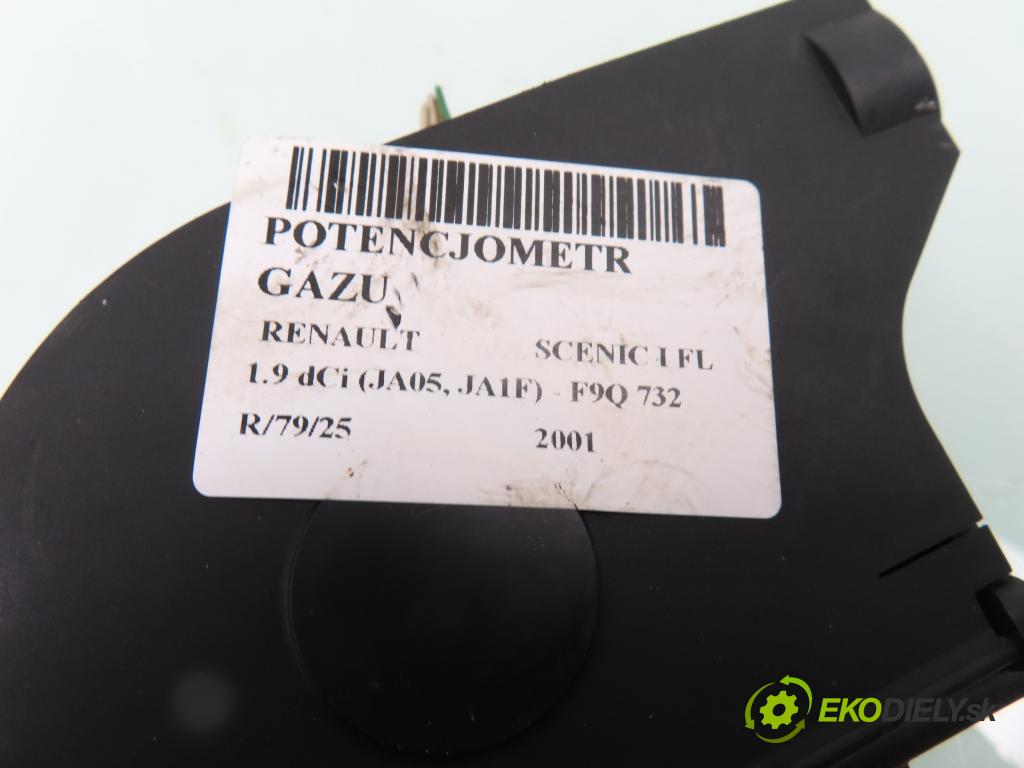 POTENCJOMETR
GAZU
RENAULT SCENIC I FL
1.9 dCi (JA05, JA1F) - F9Q 732
R/79/25 2001
EKODIELY.sk